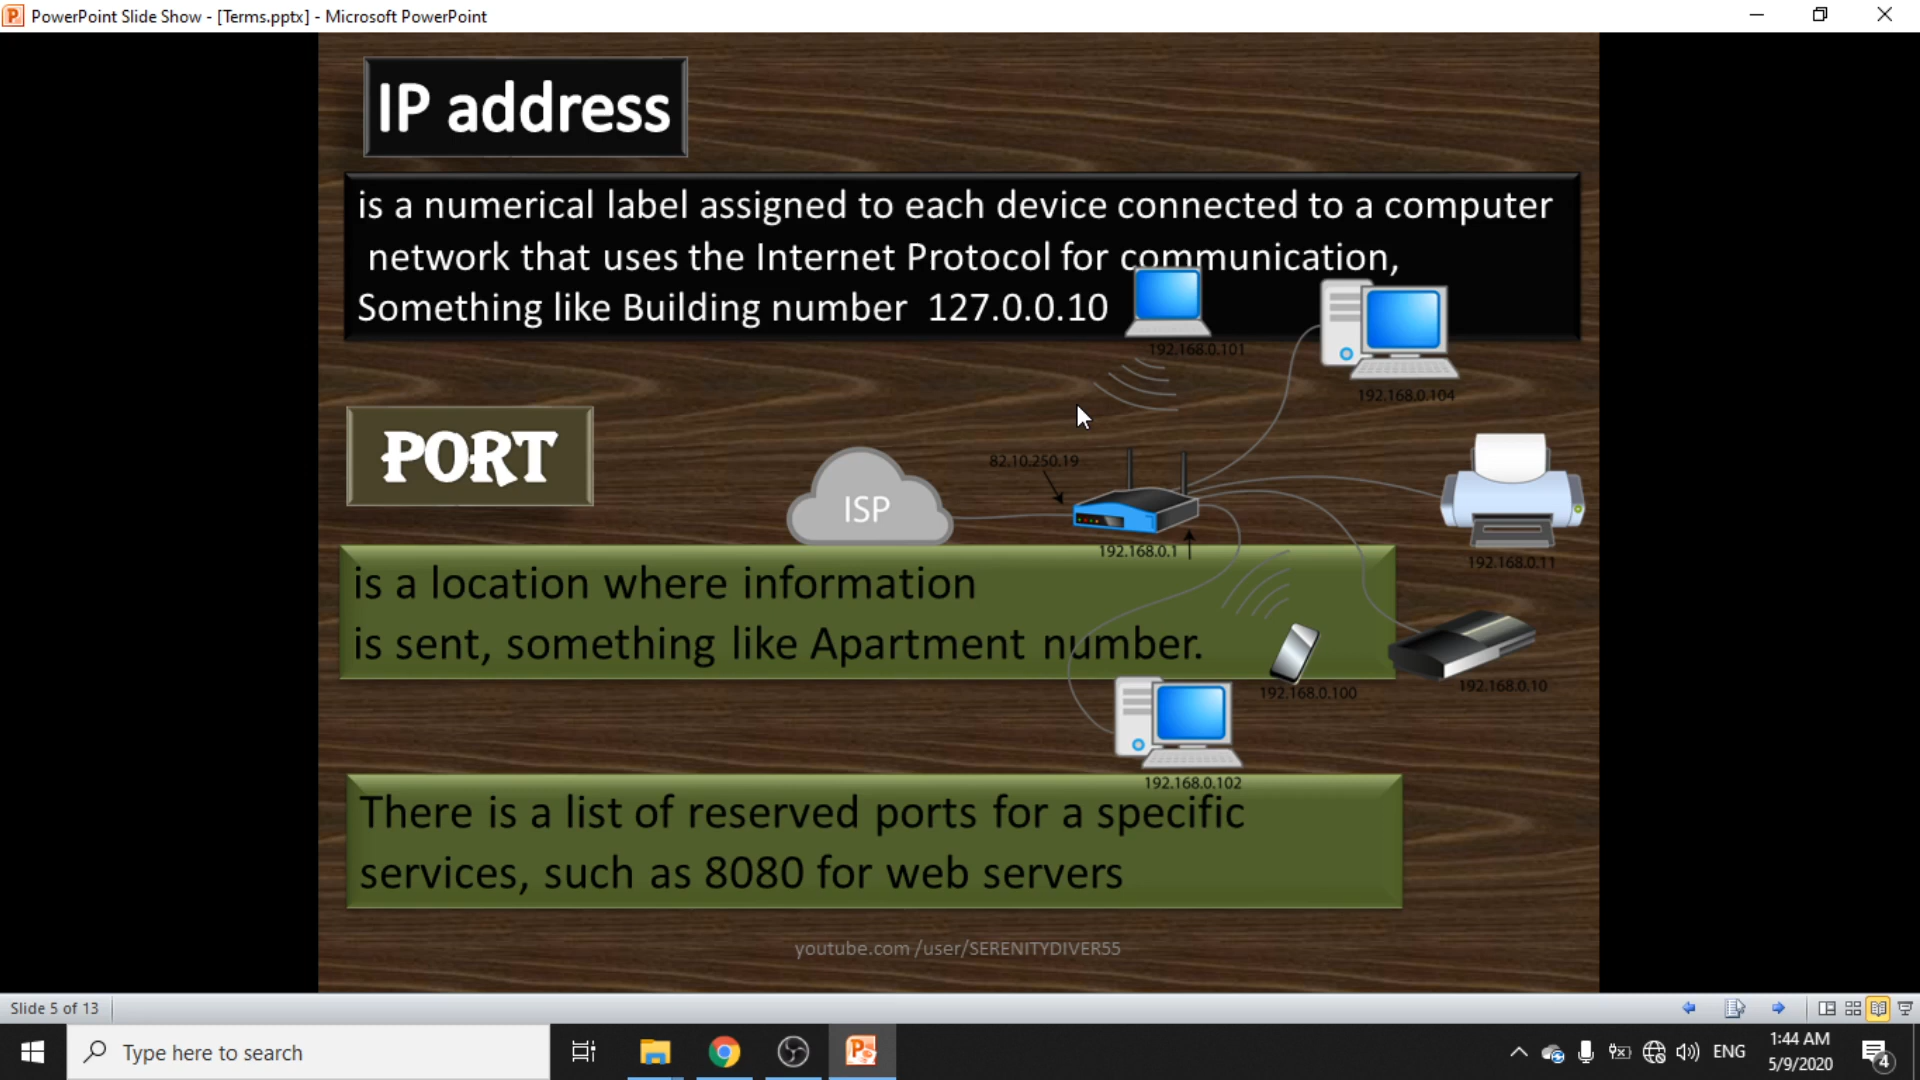 PowerPoint Slide Show - [Terms.pptx] - Microsoft PowerPoint
IP address
is a numerical label assigned to each device connected to a computer
network that uses the Internet Protocol for communication,
Something like Building number 127.0.0.10
192.168.0.101
192.168.0.104
PORT
82.10.250.19
ISP
192.168.0.1
192.168.0.11
is a location where information
is sent, something like Apartment number.
192.168.0.100
192.168.0.10
192.168.0.102
There is a list of reserved ports for a specific
services, such as 8080 for web servers
youtube.com /user/SERENITYDIVER55
Slide 5 of 13
Type here to search
ENG
1:44 AM
5/9/2020
4